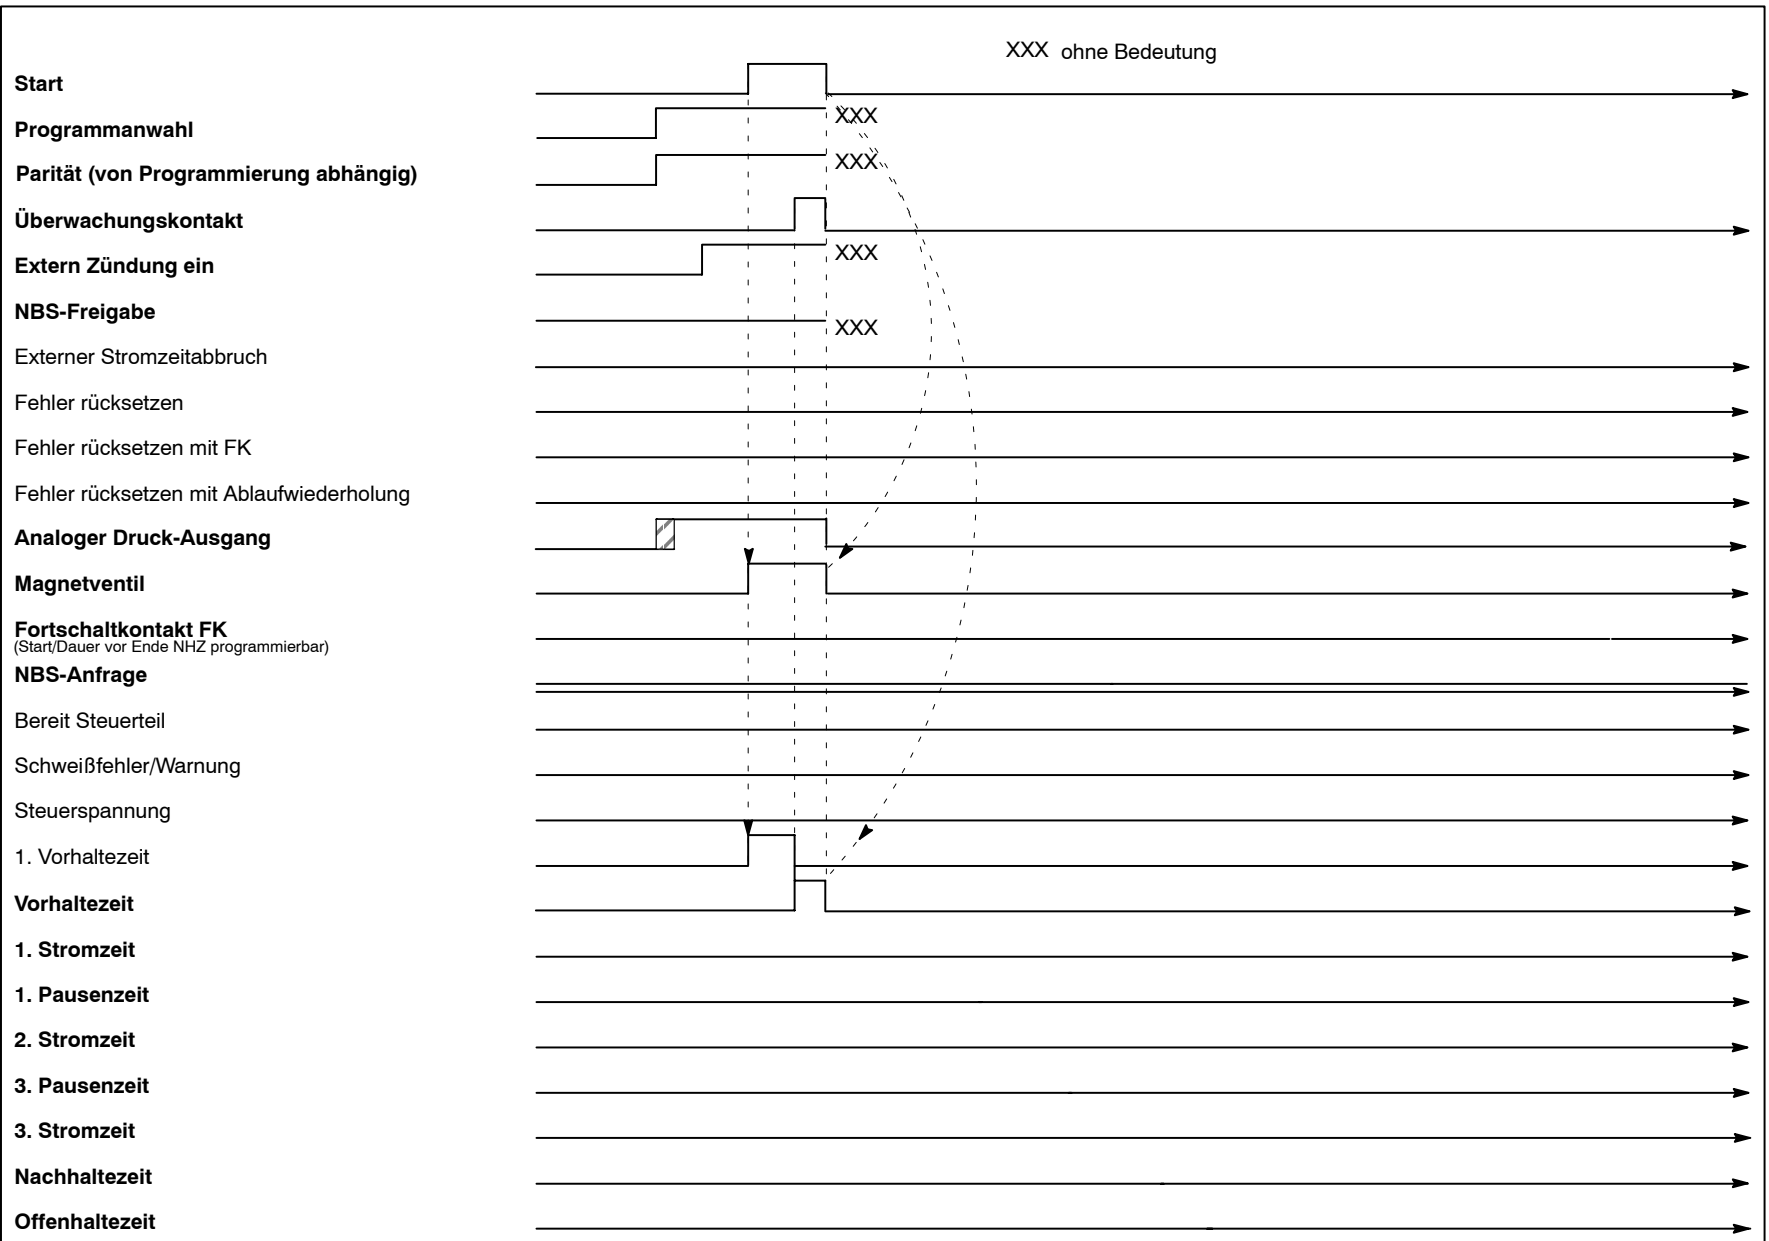 XXX ohne Bedeutung
Start
Programmanwahl XXX
Parität (von Programmierung abhängig) XXX
Überwachungskontakt
Extern Zündung ein XXX
NBS-Freigabe XXX
Externer Stromzeitabbruch
Fehler rücksetzen
Fehler rücksetzen mit FK
Fehler rücksetzen mit Ablaufwiederholung
Analoger Druck-Ausgang
Magnetventil
Fortschaltkontakt FK
(Start/Dauer vor Ende NHZ programmierbar)
NBS-Anfrage
Bereit Steuerteil
Schweißfehler/Warnung
Steuerspannung
1. Vorhaltezeit
Vorhaltezeit
1. Stromzeit
1. Pausenzeit
2. Stromzeit
3. Pausenzeit
3. Stromzeit
Nachhaltezeit
Offenhaltezeit